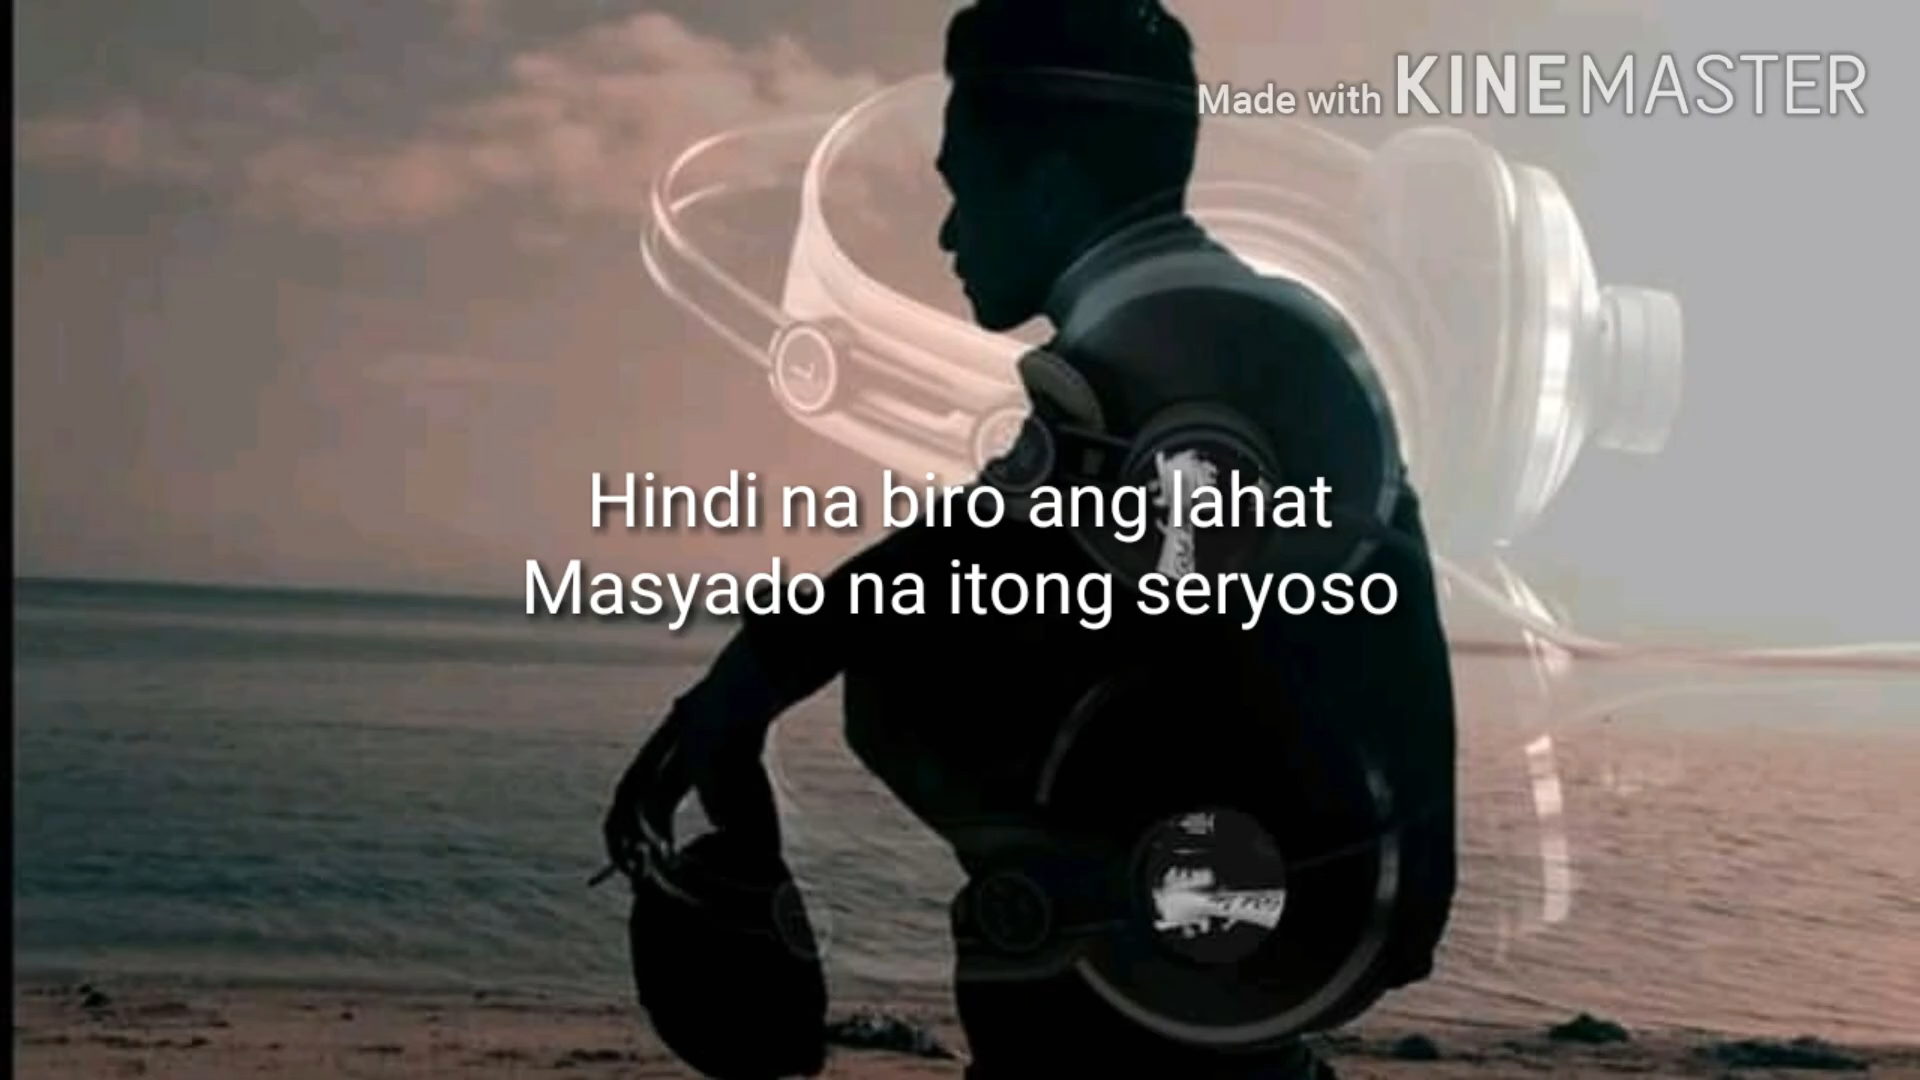 Made with KINEMASTER
Hindi na biro ang lahat
Masyado na itong seryoso